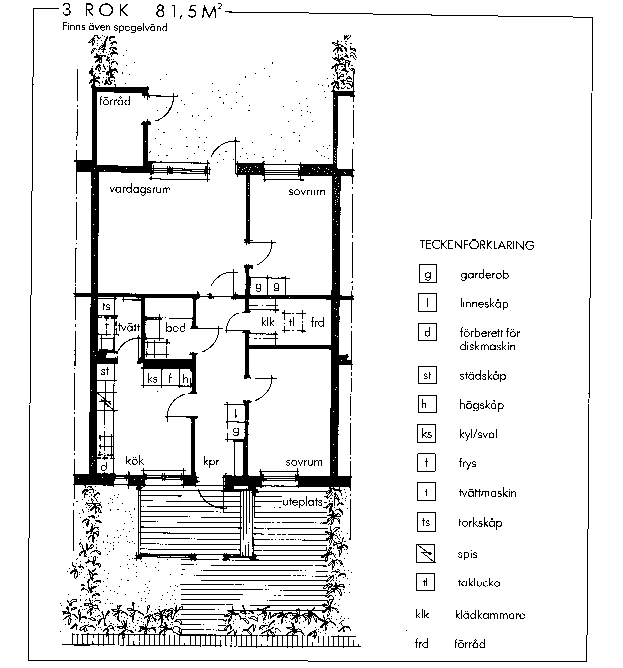 3 ROK 81,5 M²
Finns även spegelvänd
förråd
vardagsrum
sovrum
g g
ts
t tvätt
bad
klk tl frd
st
ks f h
l
g
d kök
kpr
sovrum
uteplats
TECKENFÖRKLARING
g garderob
l linneskåp
d förberett för
diskmaskin
st städskåp
h högskåp
ks kyl/sval
f frys
t tvättmaskin
ts torkskåp
spis
tl taklucka
klk klädkammare
frd förråd